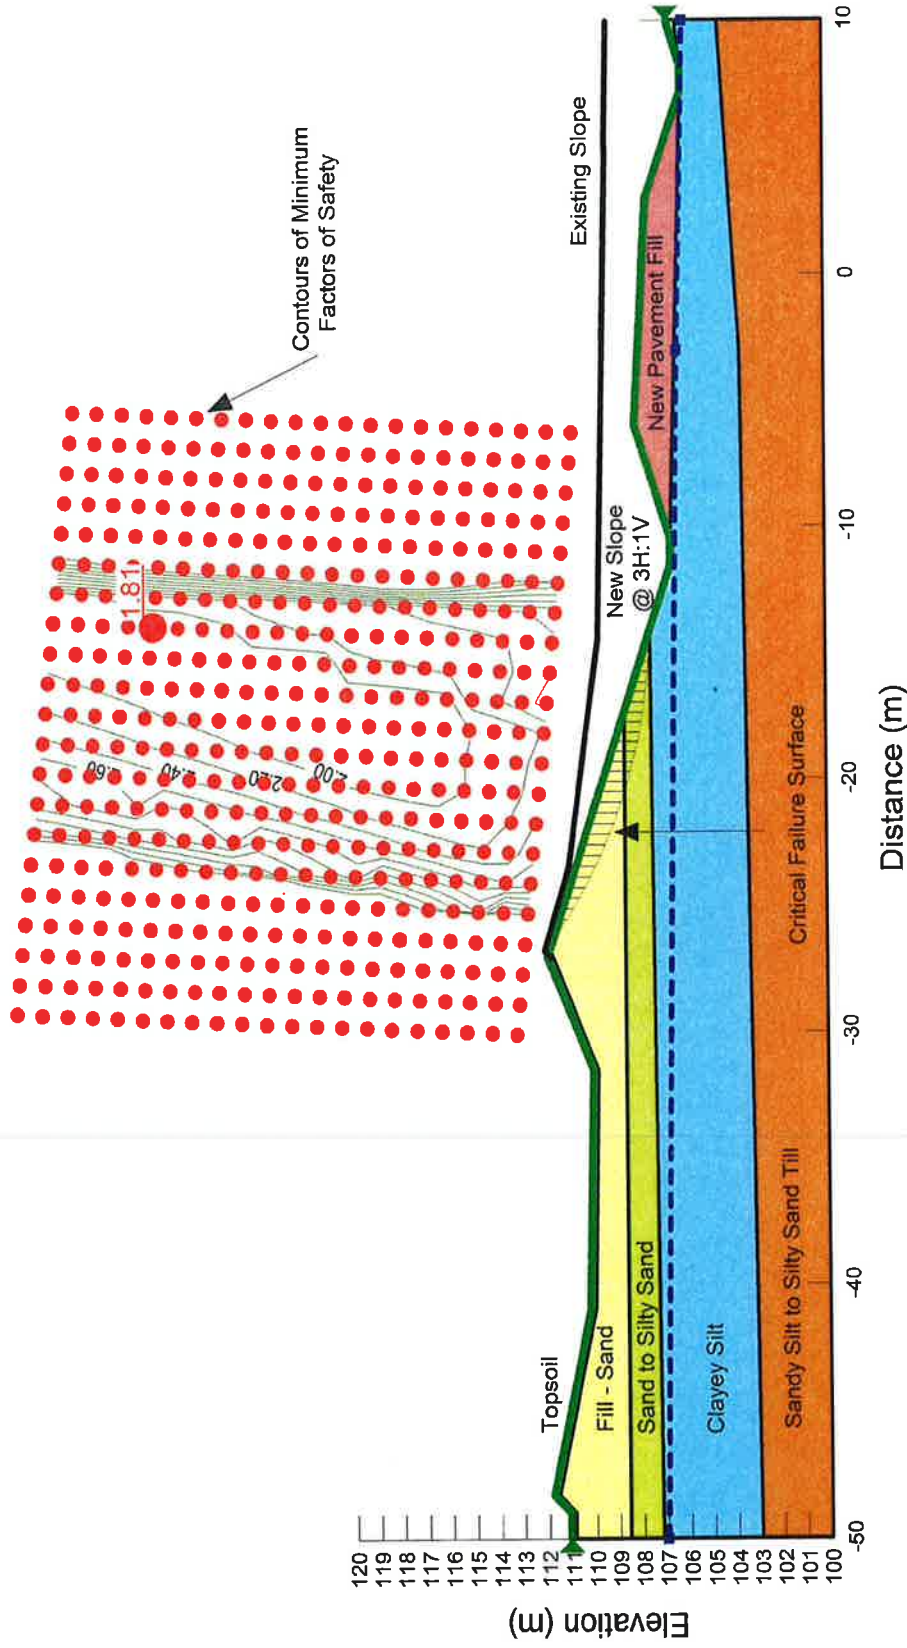 Contours of Minimum
Factors of Safety
1.81
2.60
2.40
2.20
2.00
Existing Slope
New Slope
@ 3H:1V
New Pavement Fill
Topsoil
Fill - Sand
Sand to Silty Sand
Clayey Silt
Sandy Silt to Silty Sand Till
Critical Failure Surface
Elevation (m)
120
119
118
117
116
115
114
113
112
111
110
109
108
107
106
105
104
103
102
101
100
-50
-40
-30
-20
-10
0
10
Distance (m)